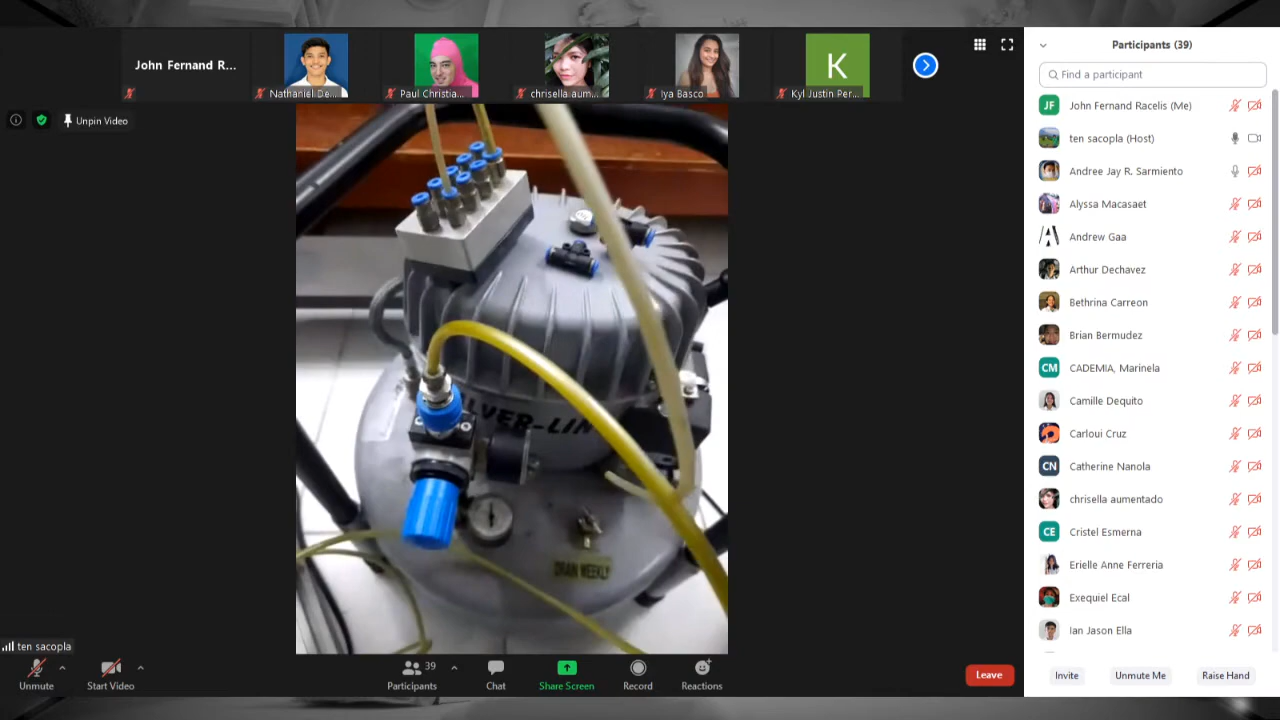 John Fernand R...
Nathaniel De...
Paul Christia...
chrisella aum...
Iya Basco
K
Kyl Justin Per...
Unpin Video
LVER-LIN
DRAIN WEEKLY
ten sacopla
Unmute
Start Video
39
Participants
Chat
Share Screen
Record
Reactions
Leave
Participants (39)
Find a participant
JF John Fernand Racelis (Me)
ten sacopla (Host)
Andree Jay R. Sarmiento
Alyssa Macasaet
Andrew Gaa
Arthur Dechavez
Bethrina Carreon
Brian Bermudez
CM CADEMIA, Marinela
Camille Dequito
Carloui Cruz
CN Catherine Nanola
chrisella aumentado
CE Cristel Esmerna
Erielle Anne Ferreria
Exequiel Ecal
Ian Jason Ella
Invite
Unmute Me
Raise Hand